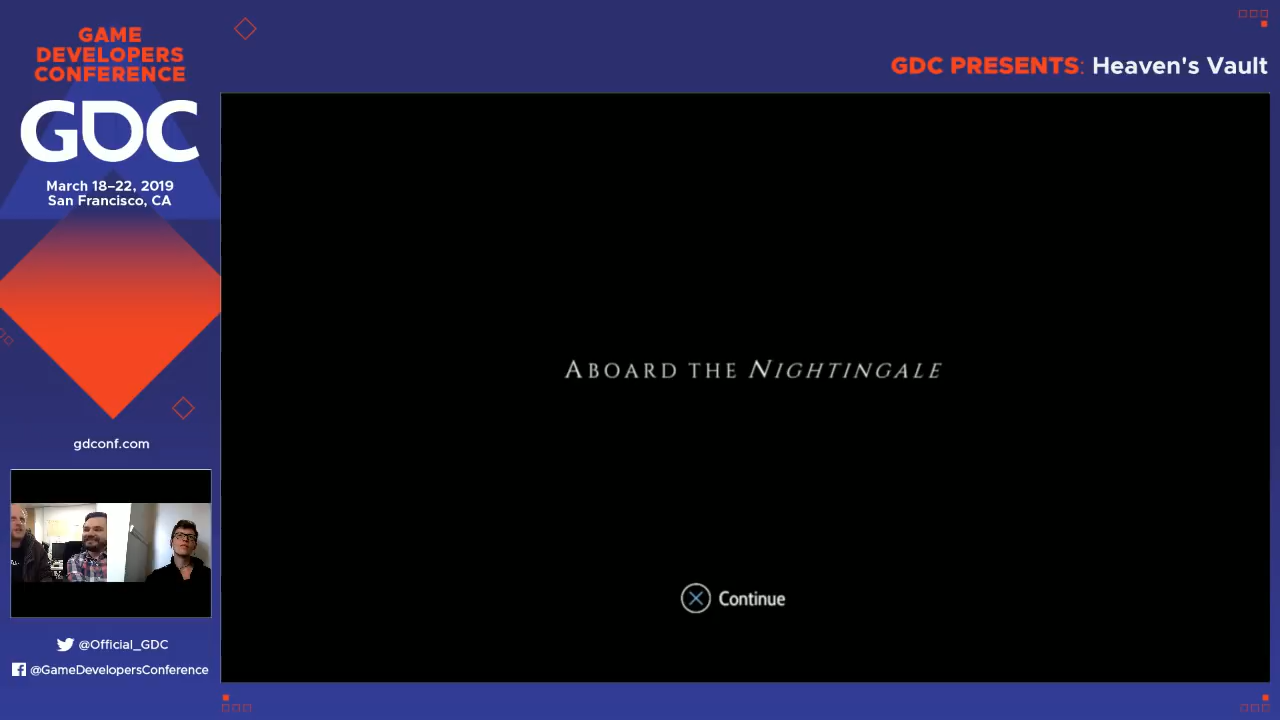 GAME
DEVELOPERS
CONFERENCE
GDC
March 18–22, 2019
San Francisco, CA
gdconf.com
@Official_GDC
@GameDevelopersConference
GDC PRESENTS: Heaven's Vault
ABOARD THE NIGHTINGALE
Continue